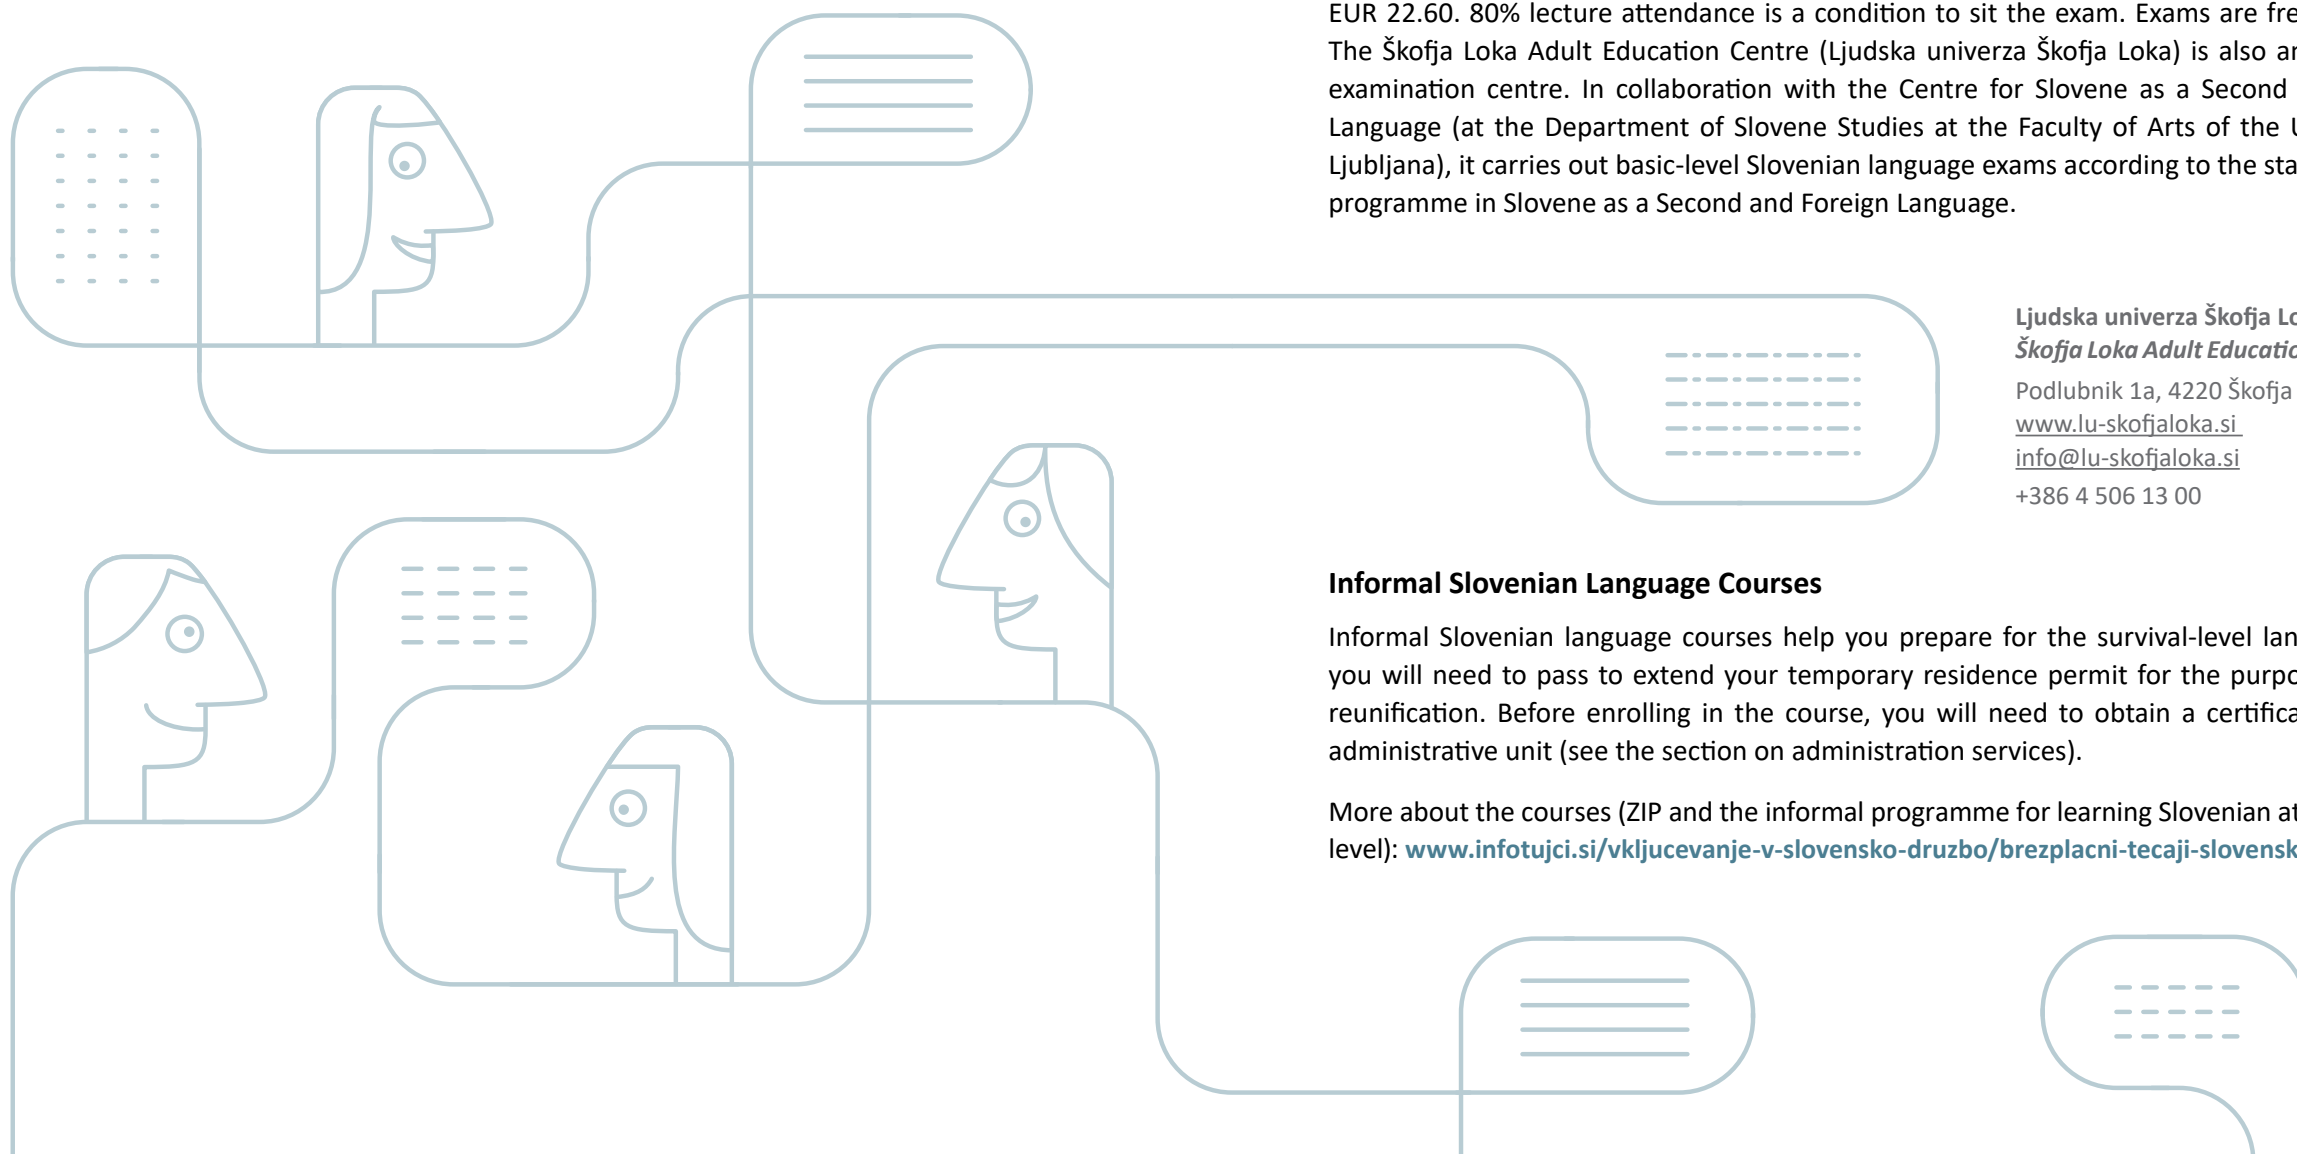 EUR 22.60. 80% lecture attendance is a condition to sit the exam. Exams are
The Škofja Loka Adult Education Centre (Ljudska univerza Škofja Loka) is also
examination centre. In collaboration with the Centre for Slovene as a Second
Language (at the Department of Slovene Studies at the Faculty of Arts of the
Ljubljana), it carries out basic-level Slovenian language exams according to the
programme in Slovene as a Second and Foreign Language.
Ljudska univerza Škofja
Škofja Loka Adult
Podlubnik 1a, 4220 Škofja
www.lu-skofjaloka.si
info@lu-skofjaloka.si
+386 4 506 13 00
Informal Slovenian Language Courses
Informal Slovenian language courses help you prepare for the survival-level
you will need to pass to extend your temporary residence permit for the
reunification. Before enrolling in the course, you will need to obtain a
administrative unit (see the section on administration services).
More about the courses (ZIP and the informal programme for learning Slovenian at
level): www.infotujci.si/vkljucevanje-v-slovensko-druzbo/brezplacni-tecaji-slovensk